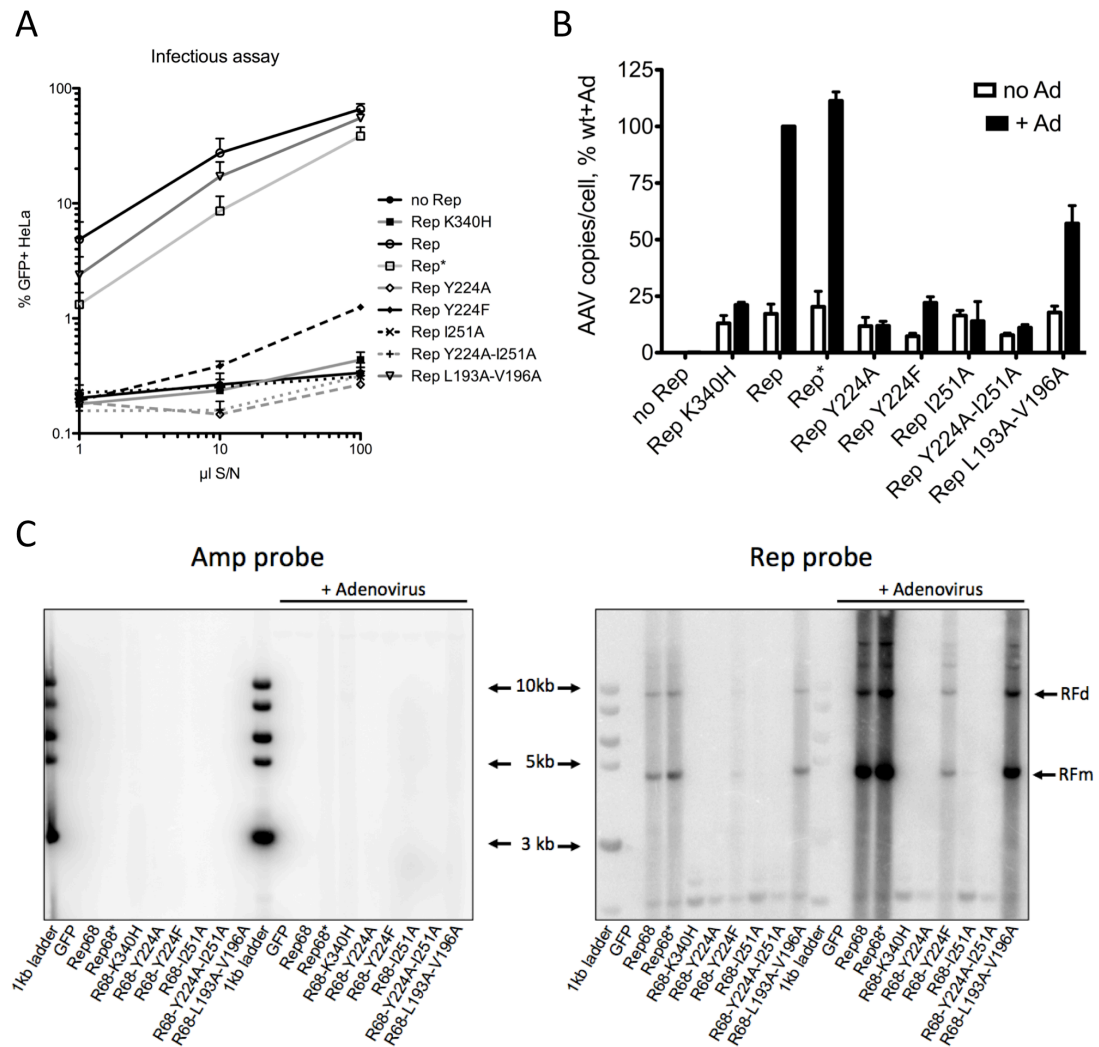 A
Infectious assay
100
10
1
0.1
% GFP+ HeLa
1
10
100
µl S/N
no Rep
Rep K340H
Rep
Rep*
Rep Y224A
Rep Y224F
Rep I251A
Rep Y224A-I251A
Rep L193A-V196A
B
125
100
75
50
25
0
AAV copies/cell, % wt+Ad
no Ad
+ Ad
no Rep
Rep K340H
Rep
Rep*
Rep Y224A
Rep Y224F
Rep I251A
Rep Y224A-I251A
Rep L193A-V196A
C
Amp probe
+ Adenovirus
1kb ladder
GFP
Rep68
Rep68*
R68-K340H
R68-Y224A
R68-Y224F
R68-I251A
R68-Y224A-I251A
R68-L193A-V196A
1kb ladder
GFP
Rep68
Rep68*
R68-K340H
R68-Y224A
R68-Y224F
R68-I251A
R68-Y224A-I251A
R68-L193A-V196A
10kb
5kb
3 kb
Rep probe
+ Adenovirus
RFd
RFm
1kb ladder
GFP
Rep68
Rep68*
R68-K340H
R68-Y224A
R68-Y224F
R68-I251A
R68-Y224A-I251A
R68-L193A-V196A
1kb ladder
GFP
Rep68
Rep68*
R68-K340H
R68-Y224A
R68-Y224F
R68-I251A
R68-Y224A-I251A
R68-L193A-V196A